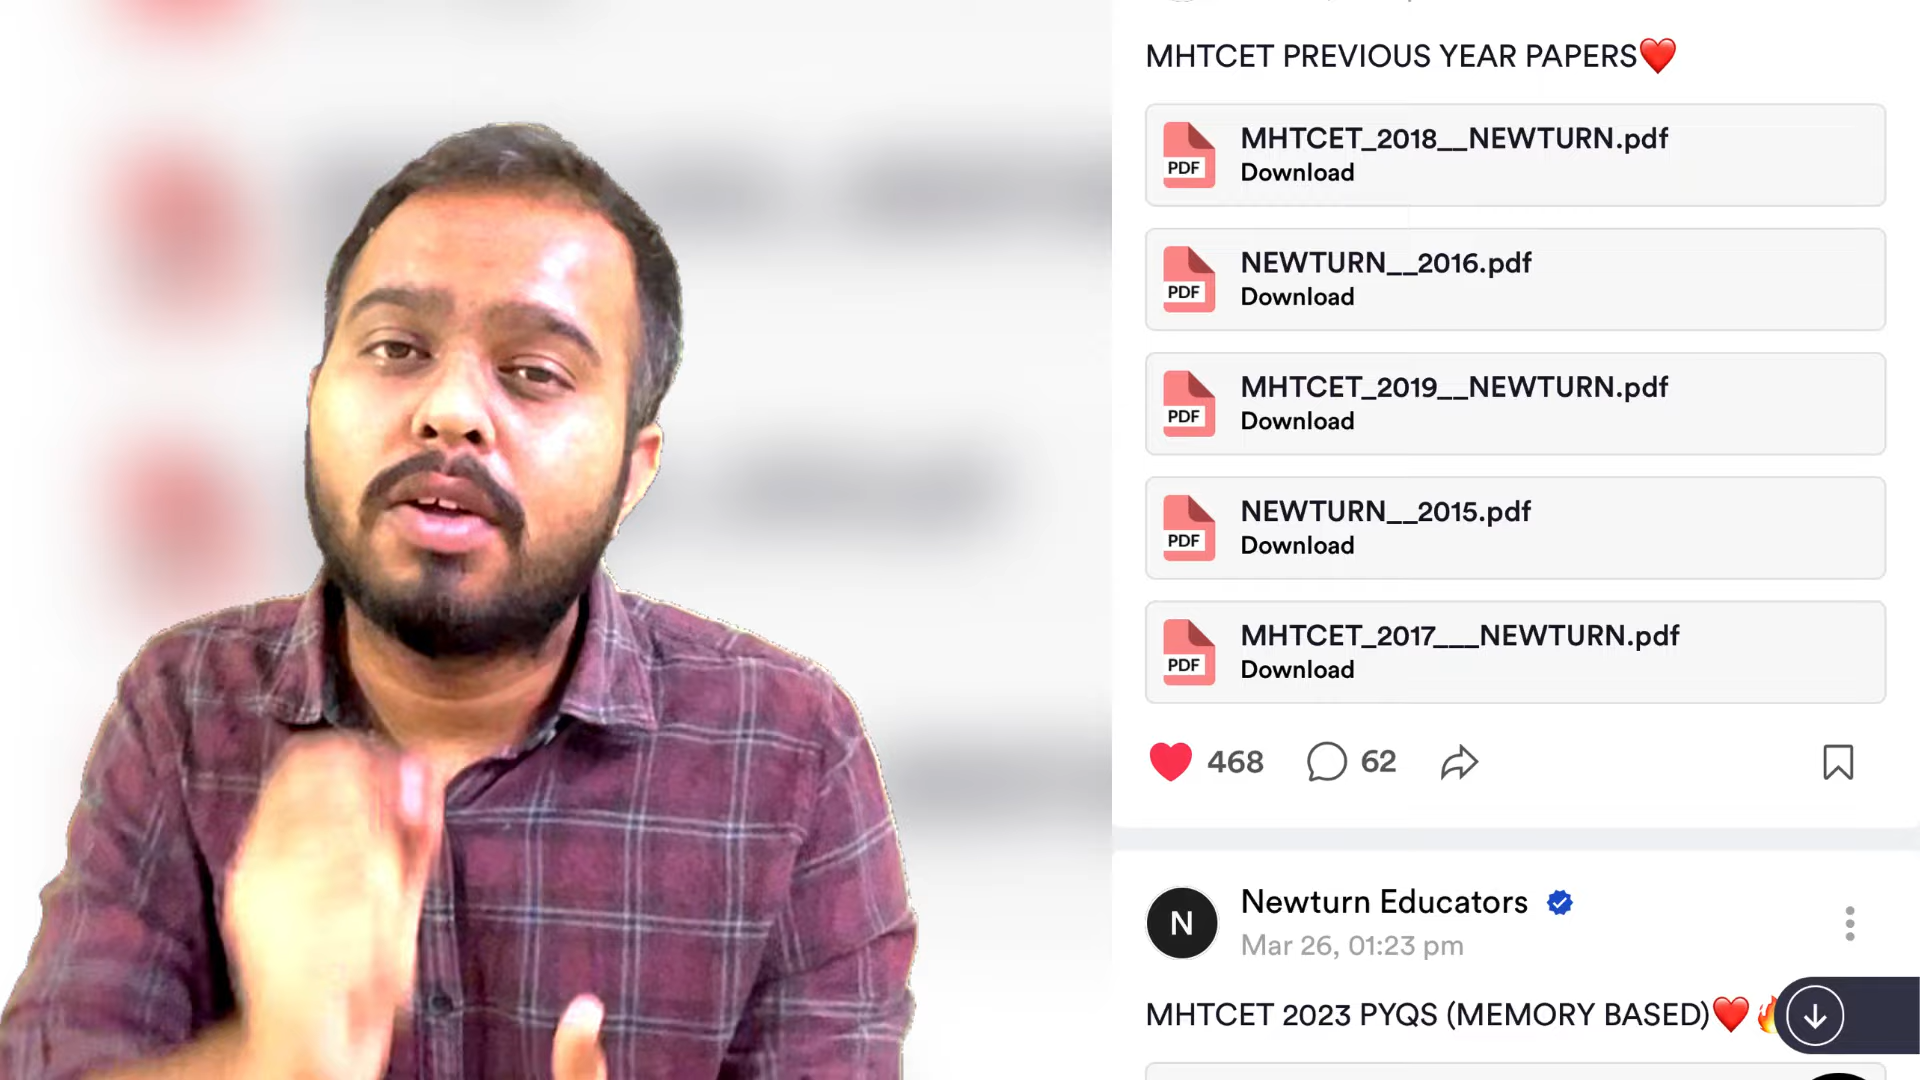 MHTCET PREVIOUS YEAR PAPERS❤️
PDF
MHTCET_2018__NEWTURN.pdf
Download
PDF
NEWTURN__2016.pdf
Download
PDF
MHTCET_2019__NEWTURN.pdf
Download
PDF
NEWTURN__2015.pdf
Download
PDF
MHTCET_2017___NEWTURN.pdf
Download
468
62
N
Newturn Educators
Mar 26, 01:23 pm
MHTCET 2023 PYQS (MEMORY BASED)❤️🔥